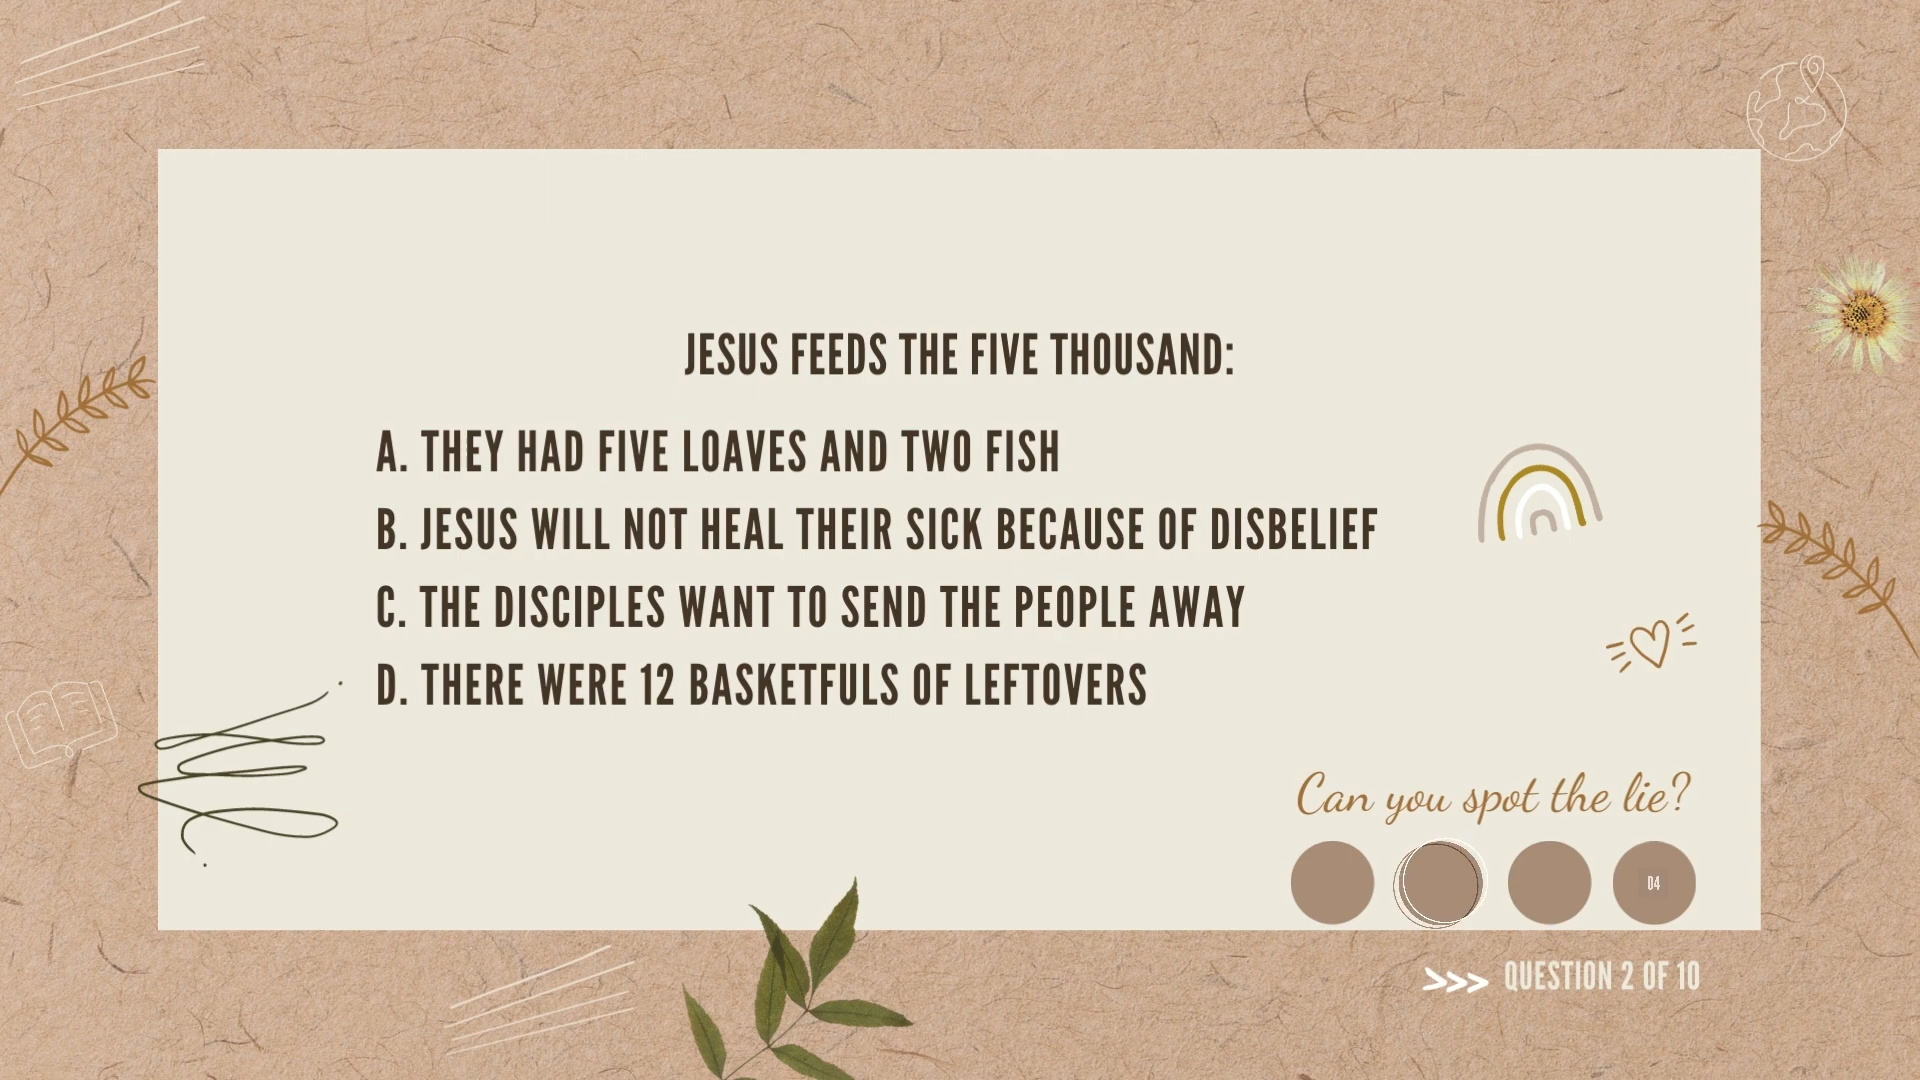 JESUS FEEDS THE FIVE THOUSAND:
A. THEY HAD FIVE LOAVES AND TWO FISH
B. JESUS WILL NOT HEAL THEIR SICK BECAUSE OF DISBELIEF
C. THE DISCIPLES WANT TO SEND THE PEOPLE AWAY
D. THERE WERE 12 BASKETFULS OF LEFTOVERS
Can you spot the lie?
04
>>> QUESTION 2 OF 10